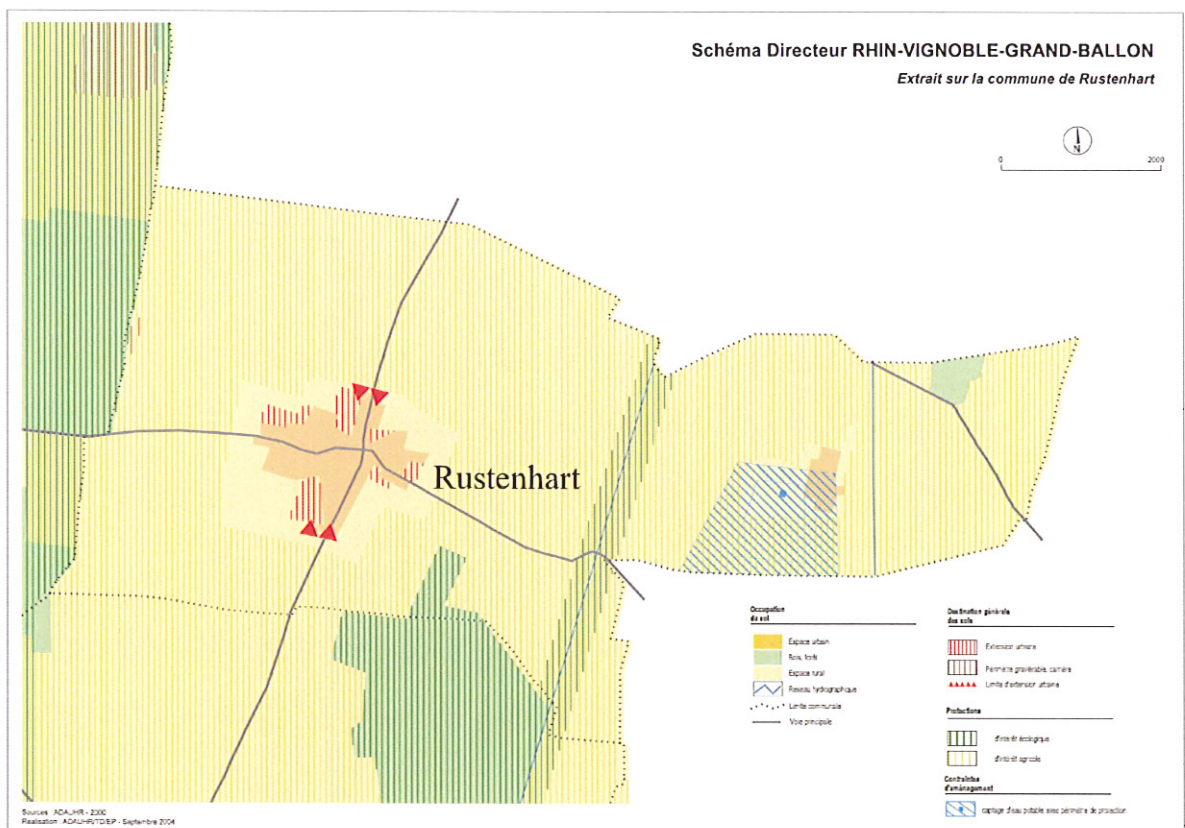 Schéma Directeur RHIN-VIGNOBLE-GRAND-BALLON
Extrait sur la commune de Rustenhart
N
0 2000
Rustenhart
Occupation
du sol
Espace urbain
Bois, forêt
Espace rural
Réseau hydrographique
Limite communale
Voie principale
Destination générale
des sols
Extension urbaine
Périmètre graviérable, carrière
Limite d'extension urbaine
Protections
d'intérêt écologique
d'intérêt agricole
Contraintes
d'aménagement
captage d'eau potable avec périmètre de protection
Sources : ADAUHR - 2000
Réalisation : ADAUHR/TD/EP - Septembre 2004